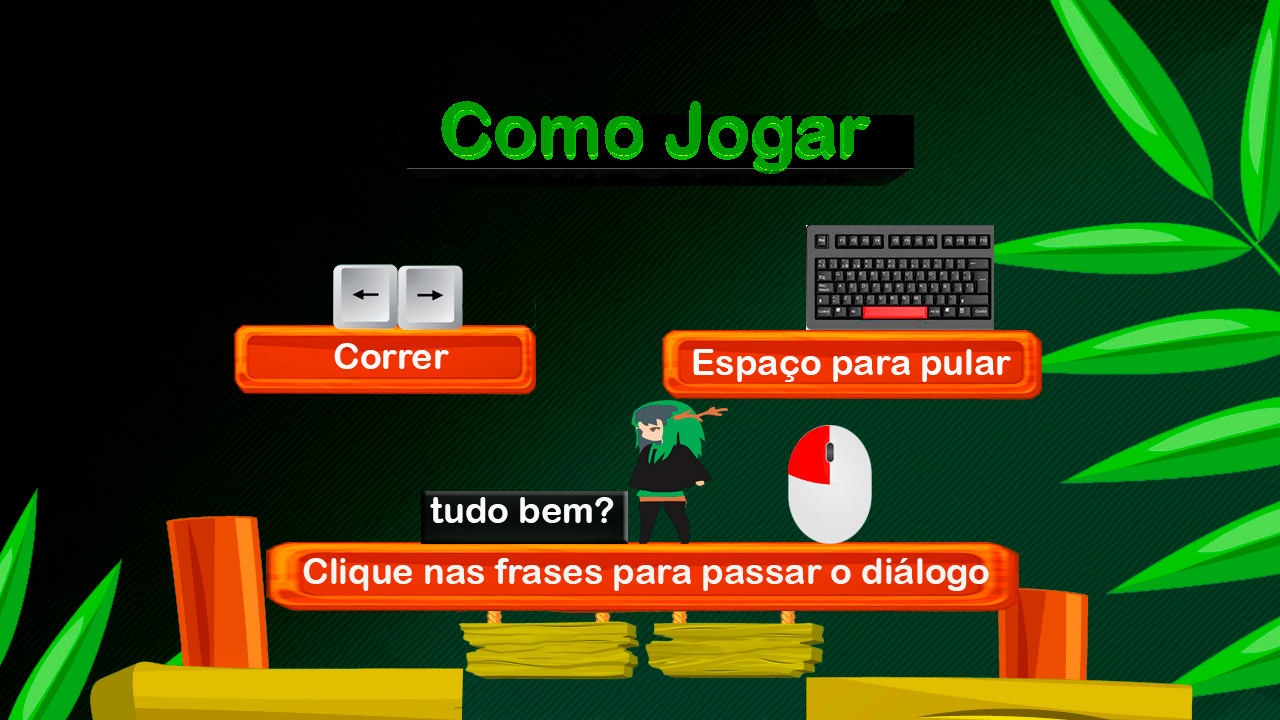 Como Jogar
Correr
Espaço para pular
tudo bem?
Clique nas frases para passar o diálogo